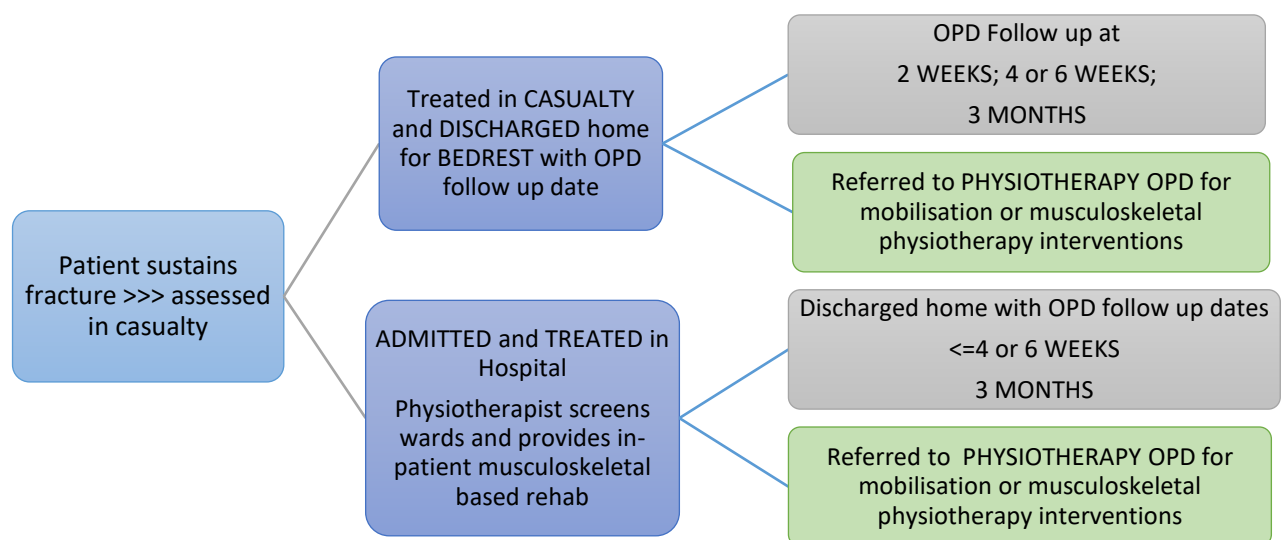 Patient sustains
fracture >>> assessed
in casualty
Treated in CASUALTY
and DISCHARGED home
for BEDREST with OPD
follow up date
OPD Follow up at
2 WEEKS; 4 or 6 WEEKS;
3 MONTHS
Referred to PHYSIOTHERAPY OPD for
mobilisation or musculoskeletal
physiotherapy interventions
ADMITTED and TREATED in
Hospital
Physiotherapist screens
wards and provides in-
patient musculoskeletal
based rehab
Discharged home with OPD follow up dates
<=4 or 6 WEEKS
3 MONTHS
Referred to PHYSIOTHERAPY OPD for
mobilisation or musculoskeletal
physiotherapy interventions